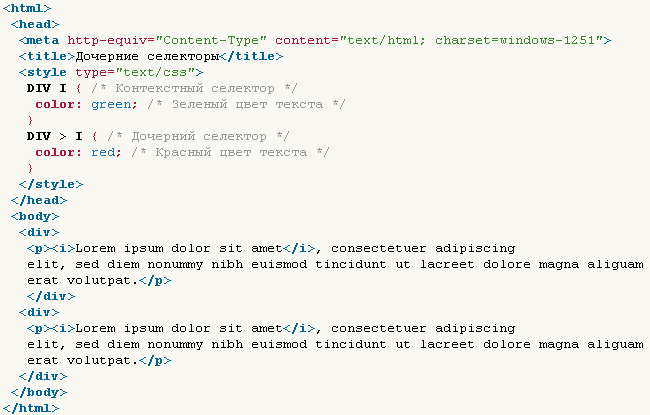 <html>
<head>
<meta http-equiv="Content-Type" content="text/html; charset=windows-1251">
<title>Дочерние селекторы</title>
<style type="text/css">
DIV I { /* Контекстный селектор */
color: green; /* Зеленый цвет текста */
}
DIV > I { /* Дочерний селектор */
color: red; /* Красный цвет текста */
}
</style>
</head>
<body>
<div>
<p><i>Lorem ipsum dolor sit amet</i>, consectetuer adipiscing
elit, sed diem nonummy nibh euismod tincidunt ut lacreet dolore magna aliguam
erat volutpat.</p>
</div>
<div>
<p><i>Lorem ipsum dolor sit amet</i>, consectetuer adipiscing
elit, sed diem nonummy nibh euismod tincidunt ut lacreet dolore magna aliguam
erat volutpat.</p>
</div>
</body>
</html>